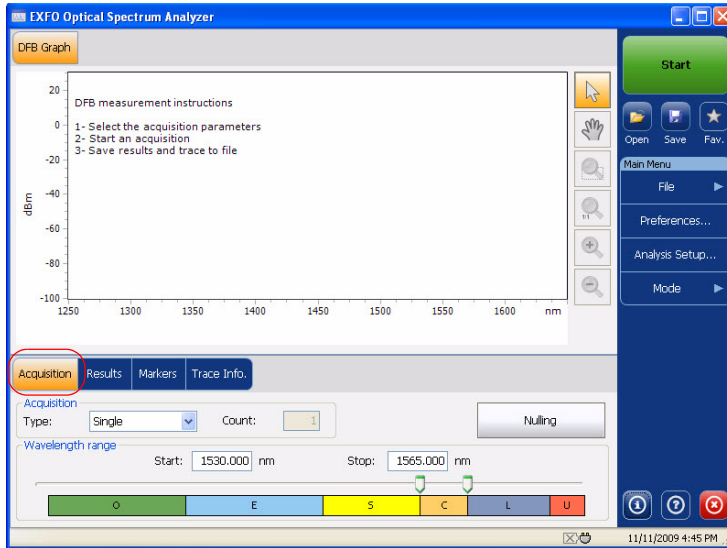 EXFO Optical Spectrum Analyzer
DFB Graph
DFB measurement instructions
1- Select the acquisition parameters
2- Start an acquisition
3- Save results and trace to file
dBm
20
0
-20
-40
-60
-80
-100
1250 1300 1350 1400 1450 1500 1550 1600 nm
1:1
Start
Open Save Fav.
Main Menu
File
Preferences...
Analysis Setup...
Mode
Acquisition Results Markers Trace Info.
Acquisition
Type: Single Count: 1
Nulling
Wavelength range
Start: 1530.000 nm Stop: 1565.000 nm
O E S C L U
11/11/2009 4:45 PM